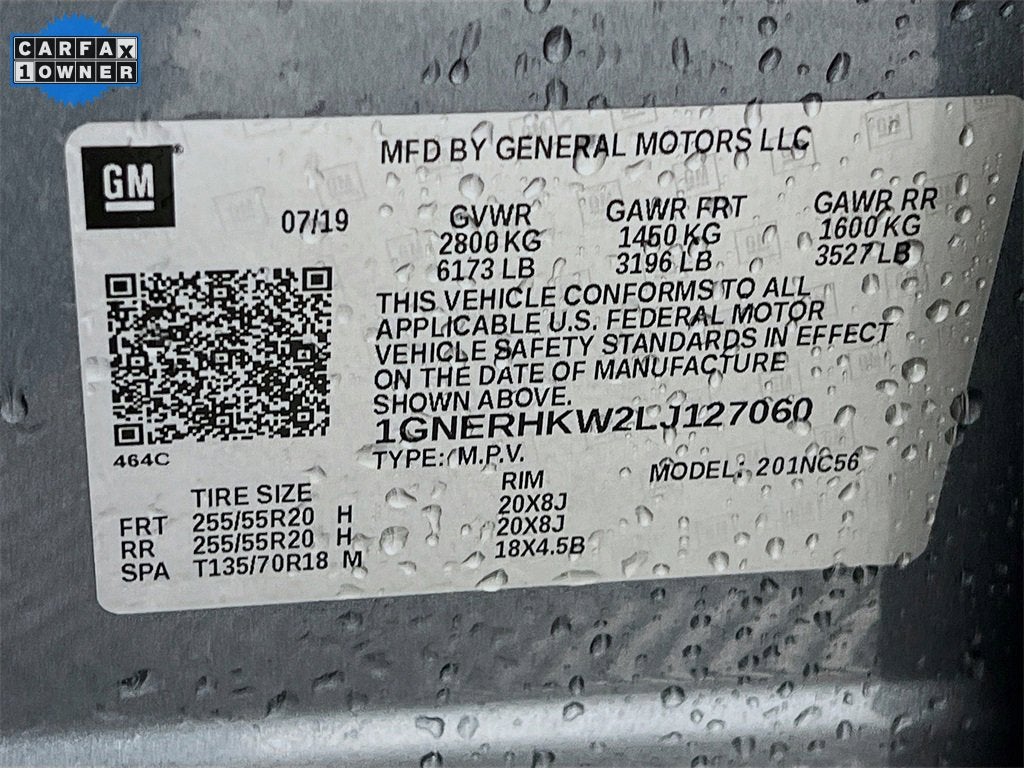 CARFAX
1OWNER
GM
MFD BY GENERAL MOTORS LLC
07/19
GVWR
2800 KG
6173 LB
GAWR FRT
1450 KG
3196 LB
GAWR RR
1600 KG
3527 LB
THIS VEHICLE CONFORMS TO ALL
APPLICABLE U.S. FEDERAL MOTOR
VEHICLE SAFETY STANDARDS IN EFFECT
ON THE DATE OF MANUFACTURE
SHOWN ABOVE.
1GNERHKW2LJ127060
464C
TYPE: M.P.V. MODEL: 201NC56
TIRE SIZE RIM
FRT 255/55R20 H 20X8J
RR 255/55R20 H 20X8J
SPA T135/70R18 M 18X4.5B